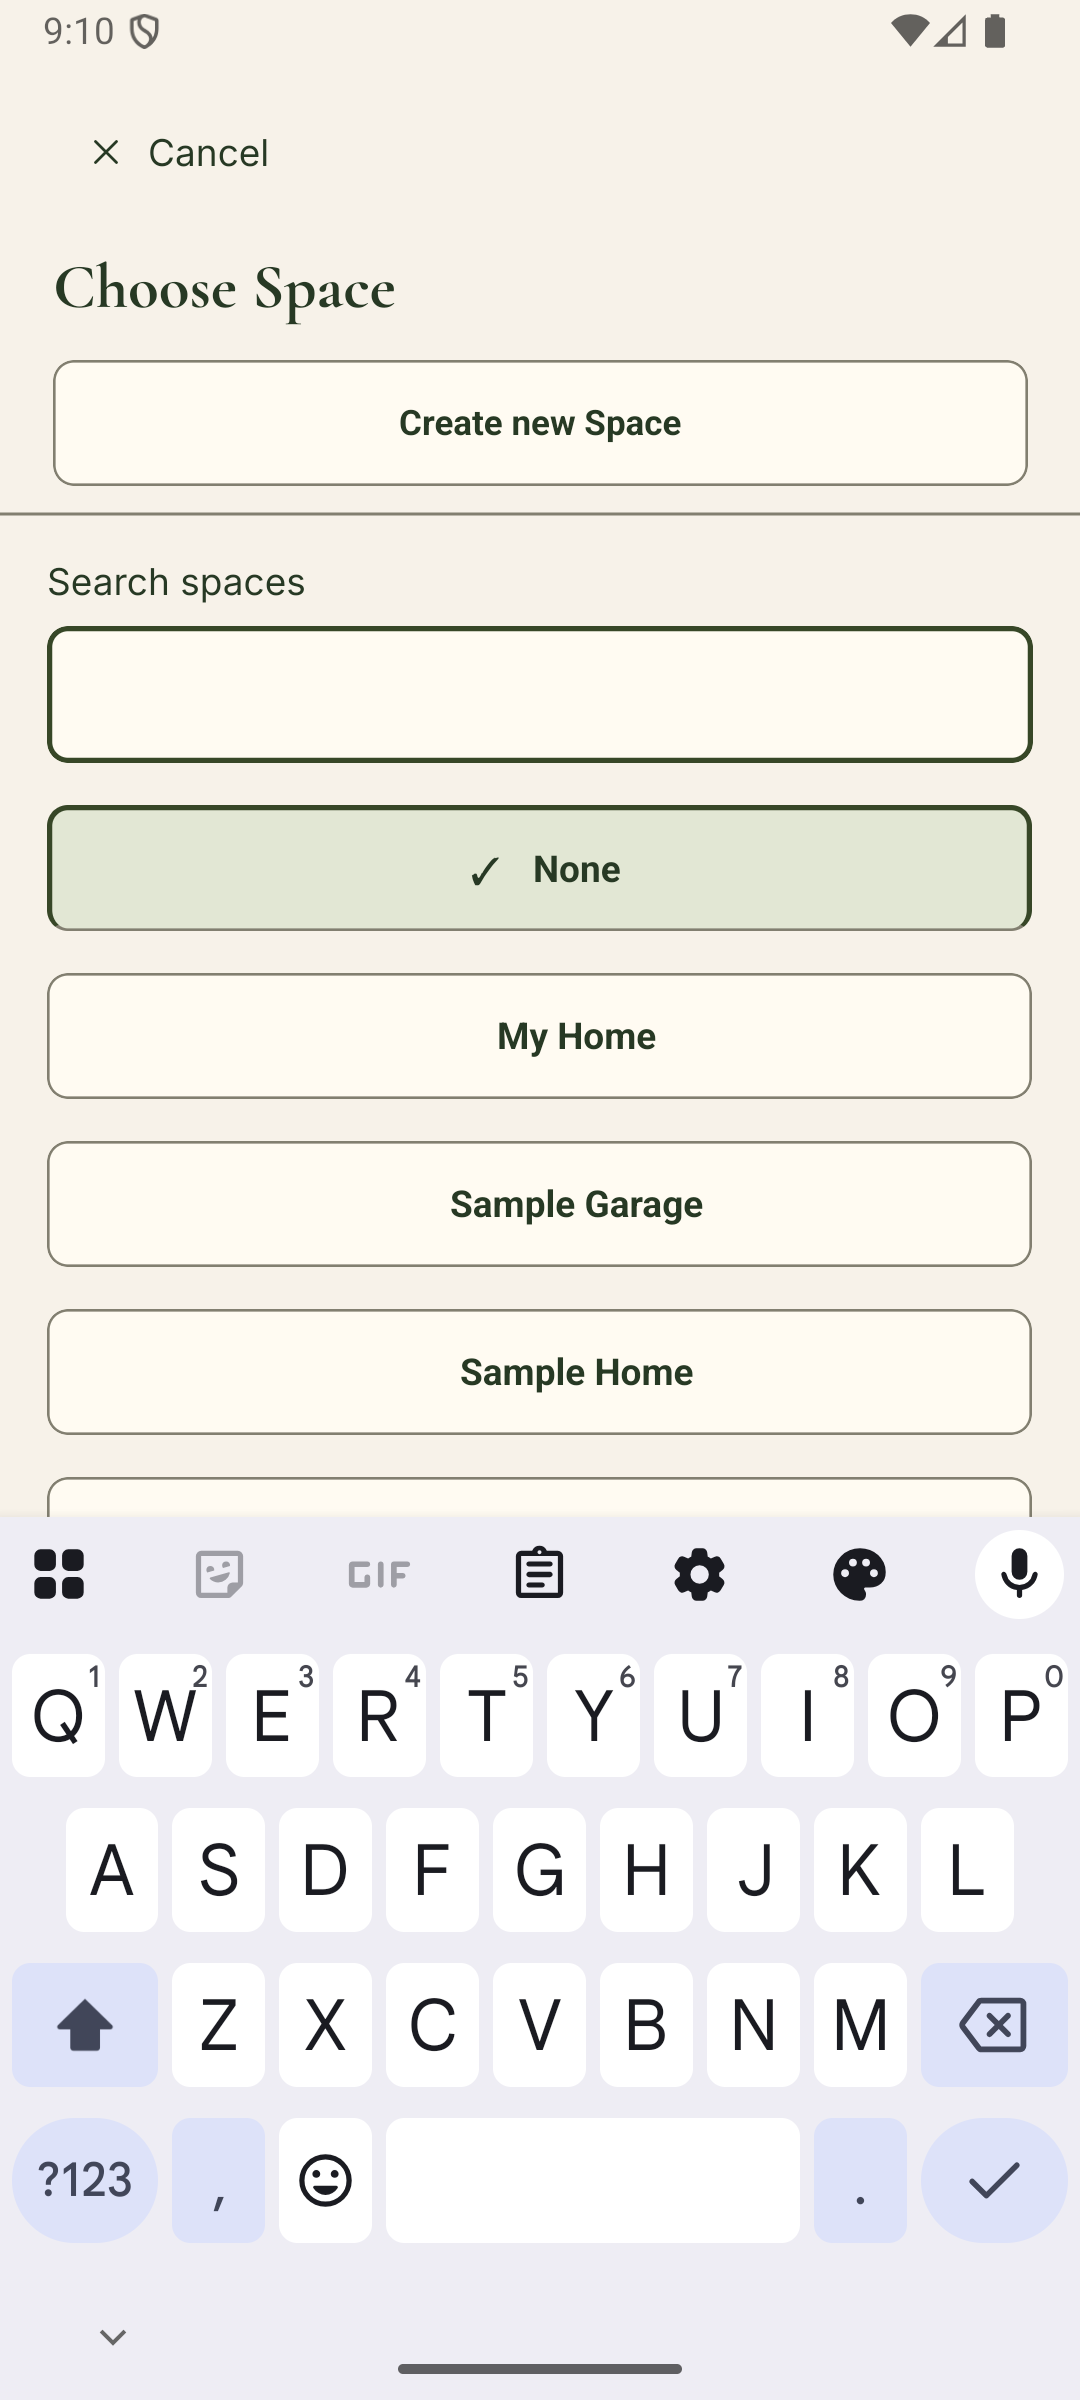 9:10
Cancel
Choose Space
Create new Space
Search spaces
✓ None
My Home
Sample Garage
Sample Home
GIF
Q1 W2 E3 R4 T5 Y6 U7 I8 O9 P0
A S D F G H J K L
Z X C V B N M
?123 , .